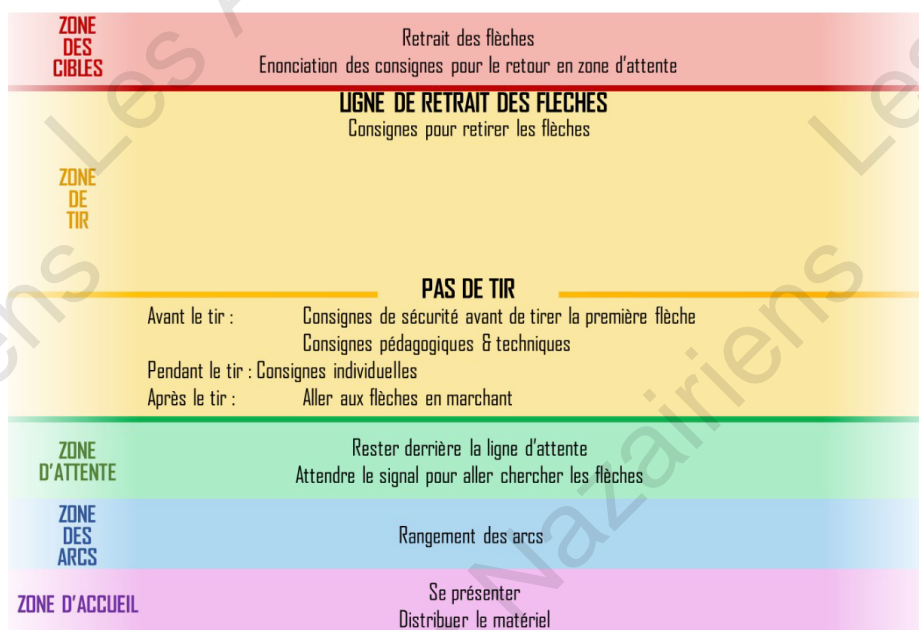 ZONE
DES
CIBLES
Retrait des flèches
Enonciation des consignes pour le retour en zone d'attente
LIGNE DE RETRAIT DES FLECHES
Consignes pour retirer les flèches
ZONE
DE
TIR
PAS DE TIR
Avant le tir : Consignes de sécurité avant de tirer la première flèche
Consignes pédagogiques & techniques
Pendant le tir : Consignes individuelles
Après le tir : Aller aux flèches en marchant
ZONE
D'ATTENTE
Rester derrière la ligne d'attente
Attendre le signal pour aller chercher les flèches
ZONE
DES
ARCS
Rangement des arcs
ZONE D'ACCUEIL
Se présenter
Distribuer le matériel
Les A
Les
iens
Nazairiens